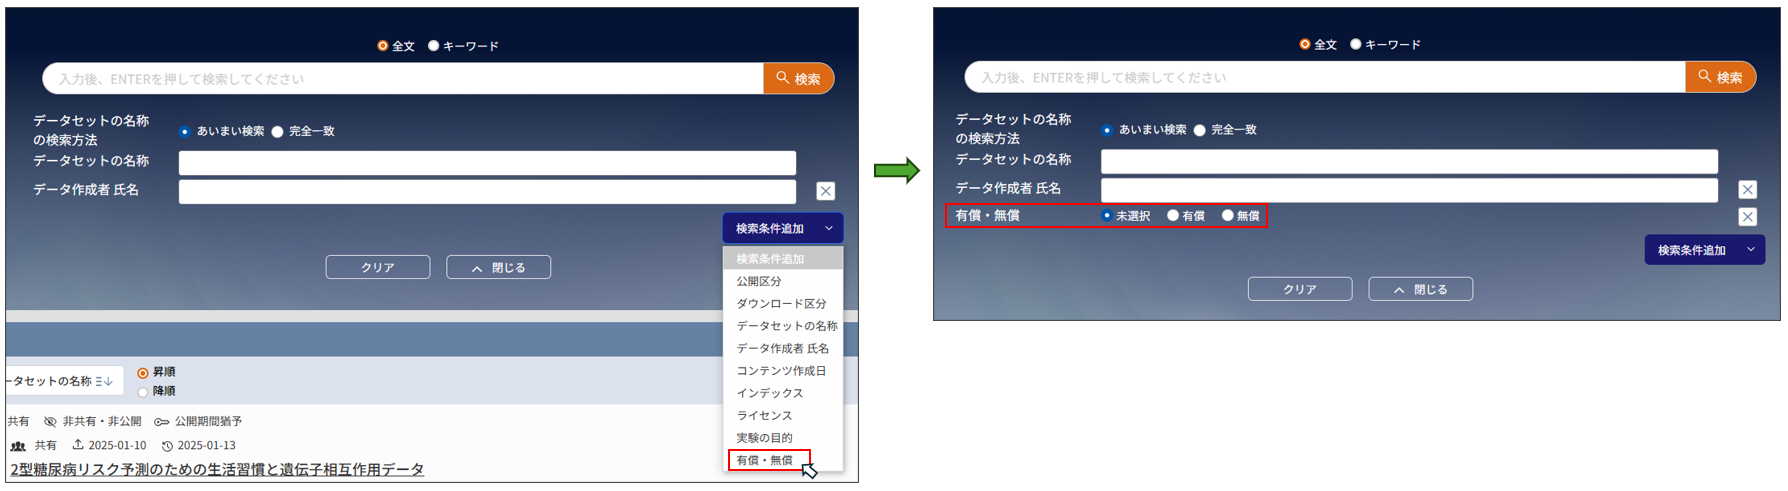 全文 キーワード
入力後、ENTERを押して検索してください 検索
データセットの名称
の検索方法
あいまい検索 完全一致
データセットの名称
データ作成者 氏名
検索条件追加
クリア 閉じる
検索条件追加
公開区分
ダウンロード区分
データセットの名称
データ作成者 氏名
コンテンツ作成日
インデックス
ライセンス
実験の目的
有償・無償
ータセットの名称
昇順
降順
共有 非共有・非公開 公開期間猶予
共有 2025-01-10 2025-01-13
2型糖尿病リスク予測のための生活習慣と遺伝子相互作用データ
全文 キーワード
入力後、ENTERを押して検索してください 検索
データセットの名称
の検索方法
あいまい検索 完全一致
データセットの名称
データ作成者 氏名
有償・無償 未選択 有償 無償
検索条件追加
クリア 閉じる